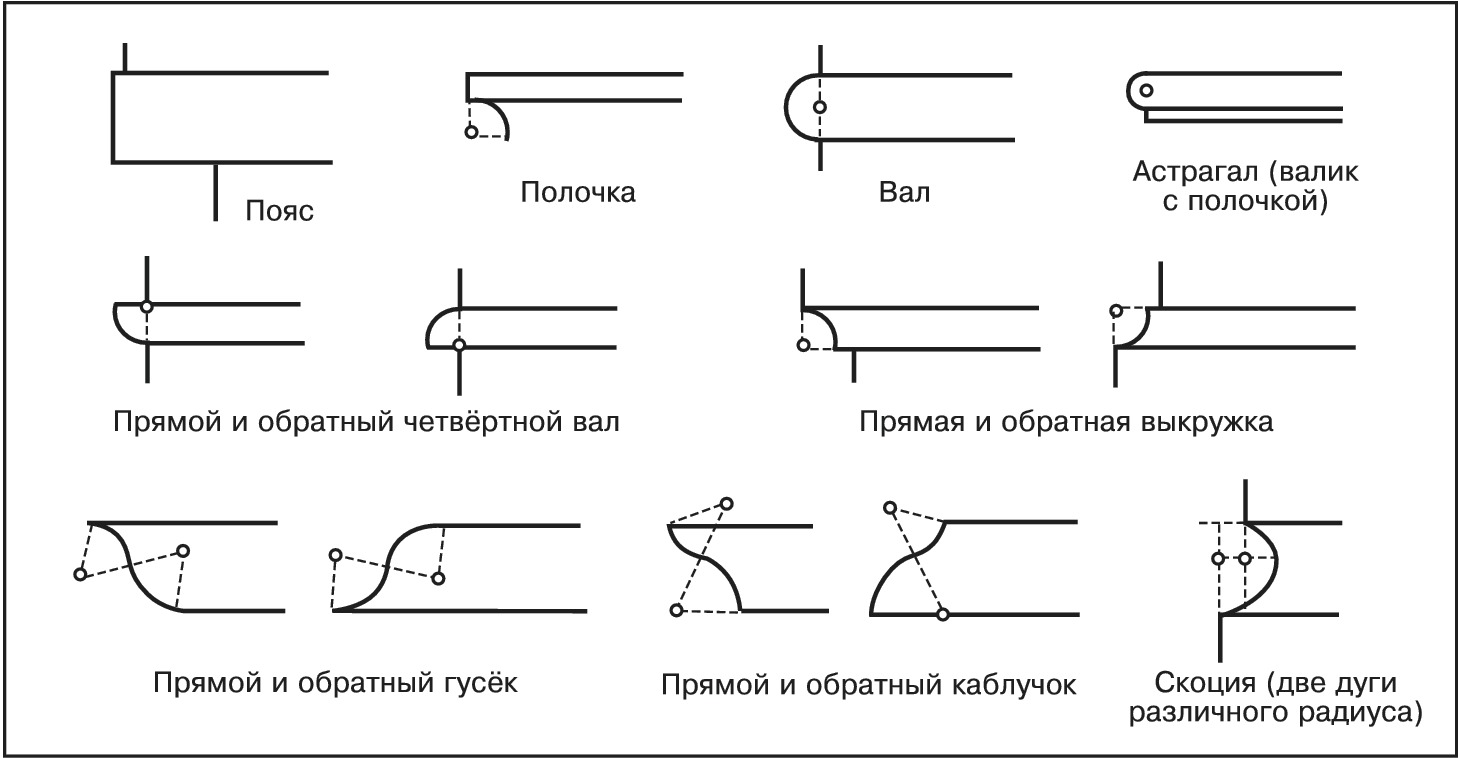 Пояс
Полочка
Вал
Астрагал (валик
с полочкой)
Прямой и обратный четвёртной вал
Прямая и обратная выкружка
Прямой и обратный гусёк
Прямой и обратный каблучок
Скоция (две дуги
различного радиуса)